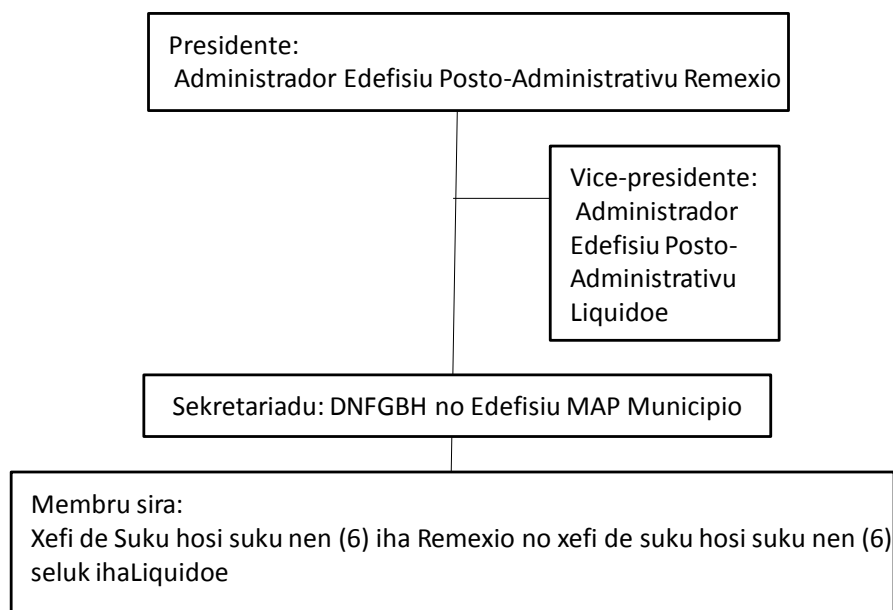 Presidente:
Administrador Edefisiu Posto-Administrativu Remexio
Vice-presidente:
Administrador
Edefisiu Posto-
Administrativu
Liquidoe
Sekretariadu: DNFGBH no Edefisiu MAP Municipio
Membru sira:
Xefi de Suku hosi suku nen (6) iha Remexio no xefi de suku hosi suku nen (6)
seluk ihaLiquidoe